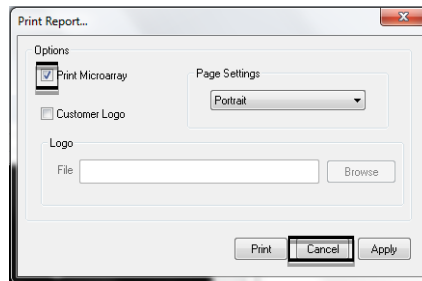 Print Report...
Options
Print Microarray
Page Settings
Portrait
Customer Logo
Logo
File
Browse
Print Cancel Apply